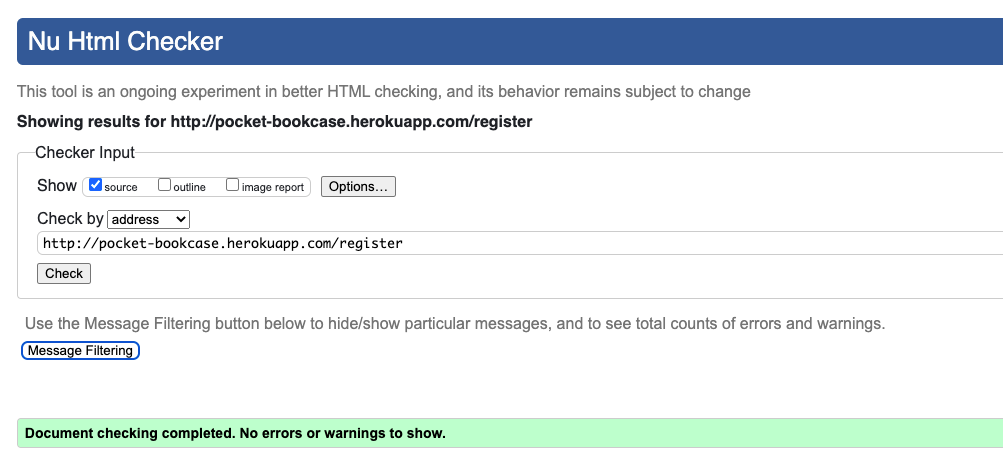 Nu Html Checker
This tool is an ongoing experiment in better HTML checking, and its behavior remains subject to change
Showing results for http://pocket-bookcase.herokuapp.com/register
Checker Input
Show source outline image report Options...
Check by address
http://pocket-bookcase.herokuapp.com/register
Check
Use the Message Filtering button below to hide/show particular messages, and to see total counts of errors and warnings.
Message Filtering
Document checking completed. No errors or warnings to show.